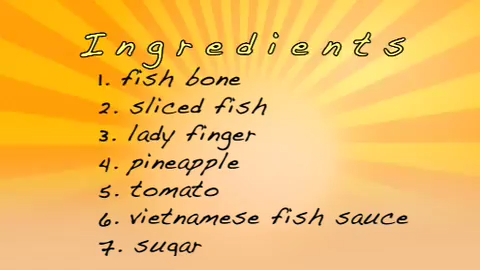 Ingredients
1. fish bone
2. sliced fish
3. lady finger
4. pineapple
5. tomato
6. vietnamese fish sauce
7. sugar